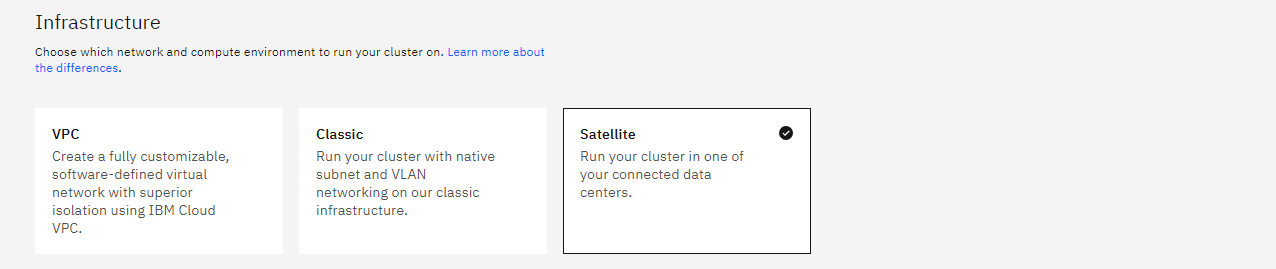 Infrastructure
Choose which network and compute environment to run your cluster on. Learn more about
the differences.
VPC
Create a fully customizable,
software-defined virtual
network with superior
isolation using IBM Cloud
VPC.
Classic
Run your cluster with native
subnet and VLAN
networking on our classic
infrastructure.
Satellite
Run your cluster in one of
your connected data
centers.